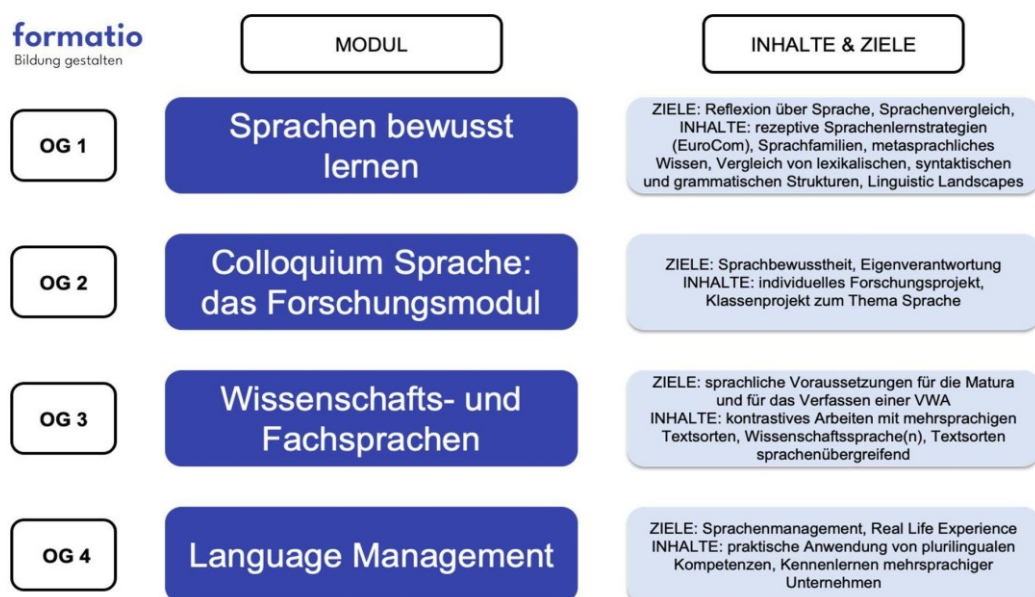 formatio
Bildung gestalten
MODUL
INHALTE & ZIELE
OG 1
Sprachen bewusst
lernen
ZIELE: Reflexion über Sprache, Sprachenvergleich,
INHALTE: rezeptive Sprachenlernstrategien
(EuroCom), Sprachfamilien, metasprachliches
Wissen, Vergleich von lexikalischen, syntaktischen
und grammatischen Strukturen, Linguistic Landscapes
OG 2
Colloquium Sprache:
das Forschungsmodul
ZIELE: Sprachbewusstheit, Eigenverantwortung
INHALTE: individuelles Forschungsprojekt,
Klassenprojekt zum Thema Sprache
OG 3
Wissenschafts- und
Fachsprachen
ZIELE: sprachliche Voraussetzungen für die Matura
und für das Verfassen einer VWA
INHALTE: kontrastives Arbeiten mit mehrsprachigen
Textsorten, Wissenschaftssprache(n), Textsorten
sprachenübergreifend
OG 4
Language Management
ZIELE: Sprachenmanagement, Real Life Experience
INHALTE: praktische Anwendung von plurilingualen
Kompetenzen, Kennenlernen mehrsprachiger
Unternehmen